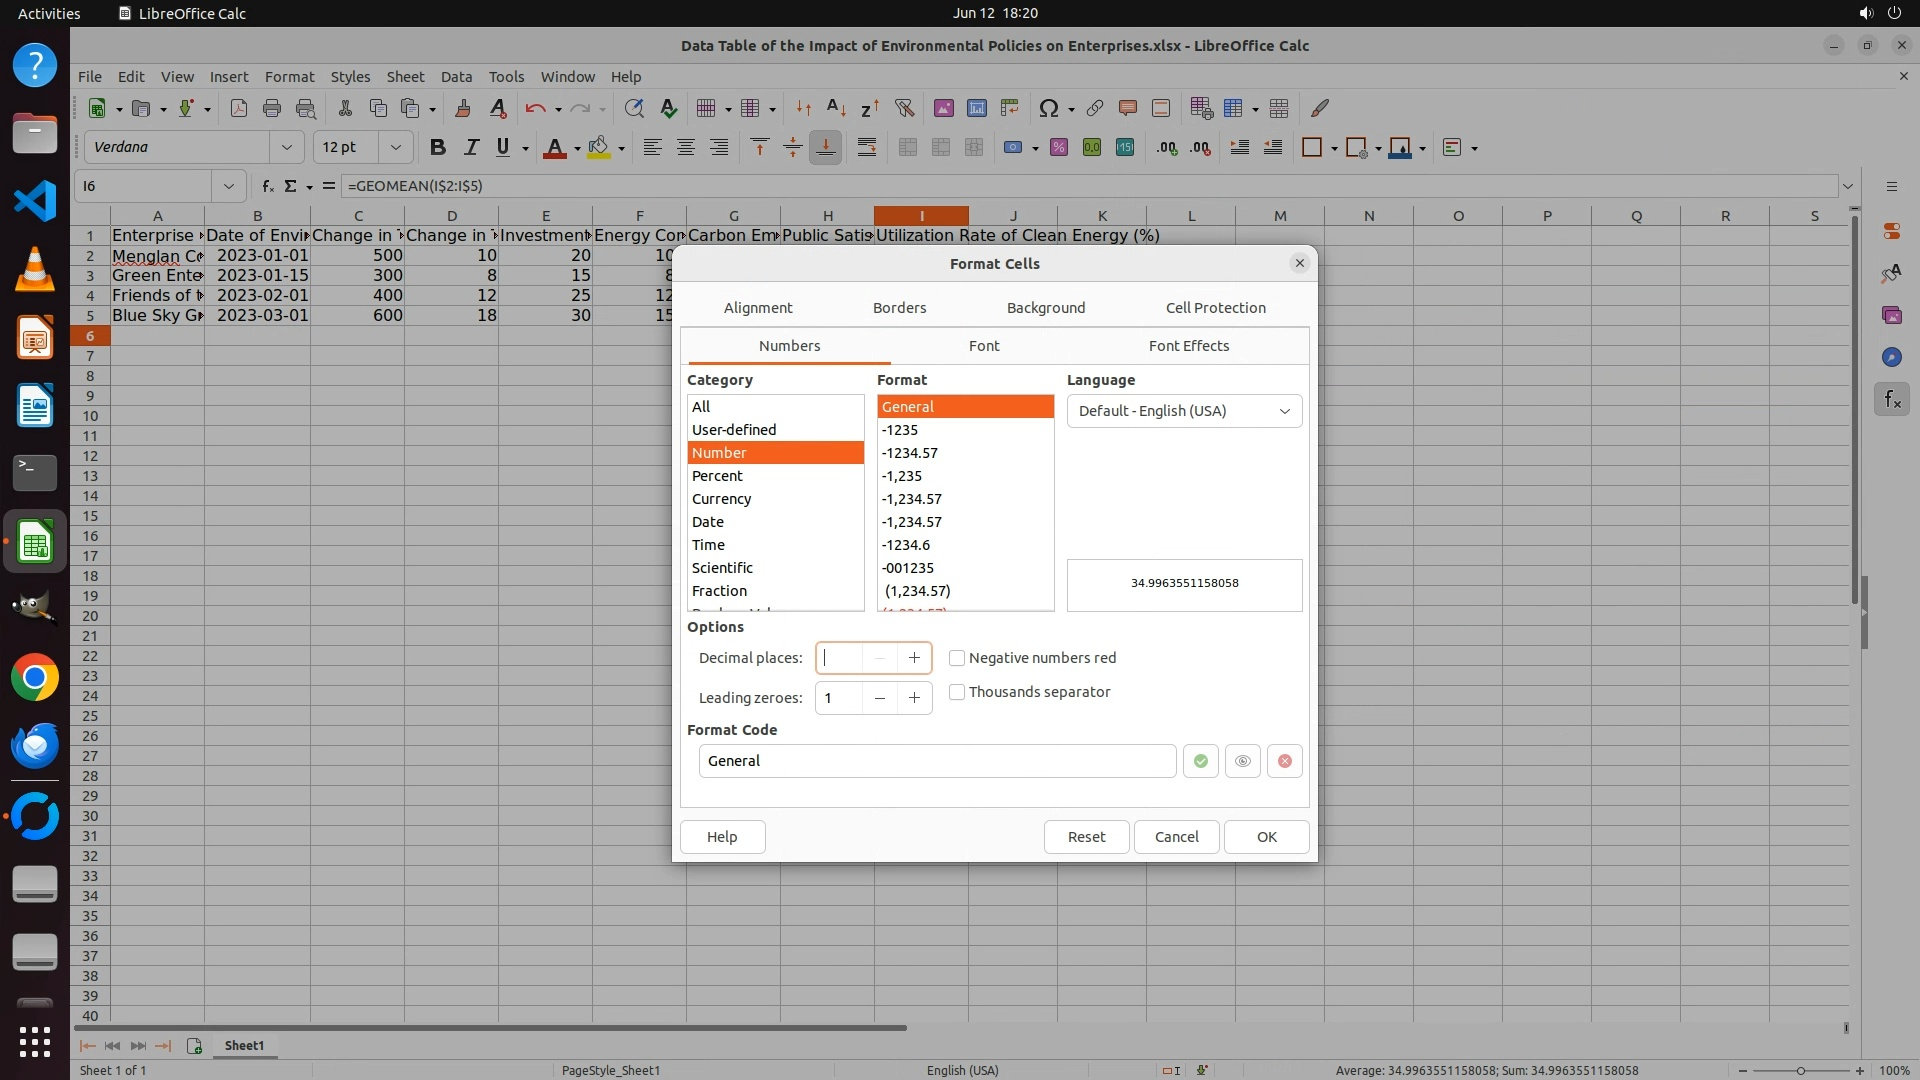 Activities
LibreOffice Calc
Jun 12 18:20
Data Table of the Impact of Environmental Policies on Enterprises.xlsx - LibreOffice Calc
File Edit View Insert Format Styles Sheet Data Tools Window Help
Verdana
12 pt
I6
=GEOMEAN(I$2:I$5)
A B C D E F G H I J K L M N O P Q R S
1 Enterprise Date of Envi Change in Change in Investment Energy Cor Carbon Em Public Satis Utilization Rate of Clean Energy (%)
2 Menglan Co 2023-01-01 500 10 20 10
3 Green Ente 2023-01-15 300 8 15 8
4 Friends of t 2023-02-01 400 12 25 12
5 Blue Sky Gr 2023-03-01 600 18 30 15
6
7
8
9
10
11
12
13
14
15
16
17
18
19
20
21
22
23
24
25
26
27
28
29
30
31
32
33
34
35
36
37
38
39
40
Format Cells
Alignment Borders Background Cell Protection
Numbers Font Font Effects
Category
All
User-defined
Number
Percent
Currency
Date
Time
Scientific
Fraction
Format
General
-1235
-1234.57
-1,235
-1,234.57
-1,234.57
-1234.6
-001235
(1,234.57)
Language
Default - English (USA)
34.9963551158058
Options
Decimal places:
Negative numbers red
Leading zeroes: 1
Thousands separator
Format Code
General
Help Reset Cancel OK
Sheet1
Sheet 1 of 1
PageStyle_Sheet1
English (USA)
Average: 34.9963551158058; Sum: 34.9963551158058
100%